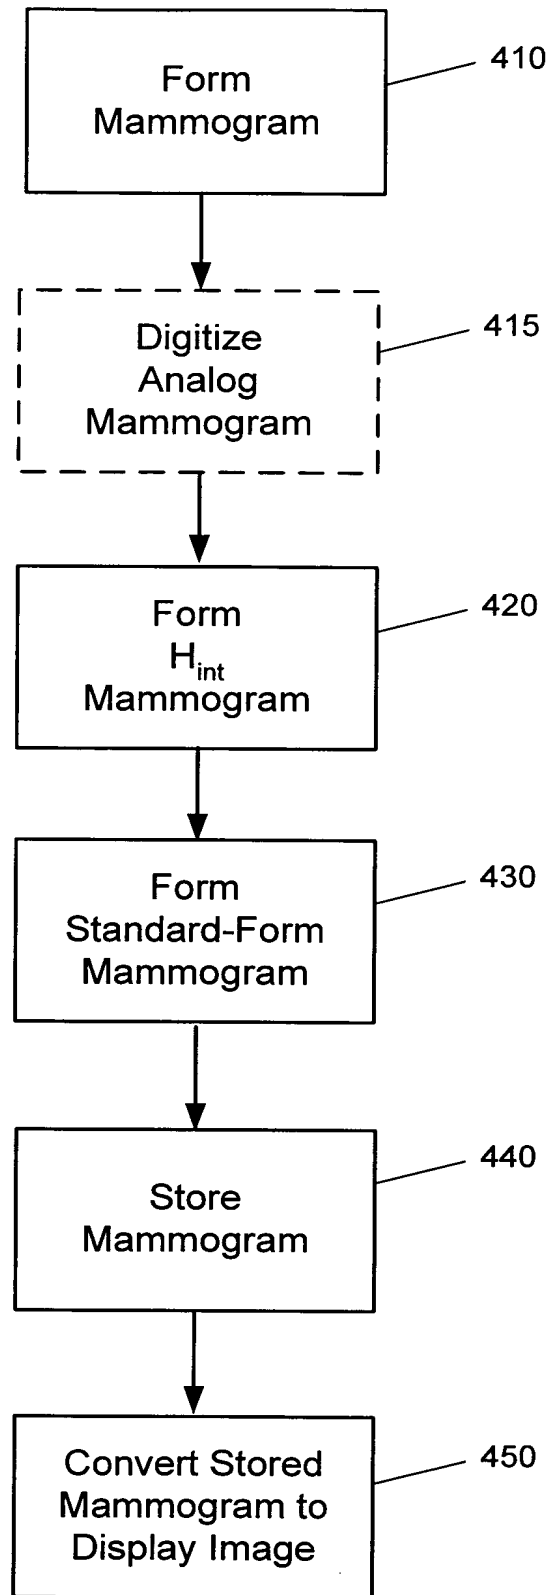 Form
Mammogram
410
Digitize
Analog
Mammogram
415
Form
H_int
Mammogram
420
Form
Standard-Form
Mammogram
430
Store
Mammogram
440
Convert Stored
Mammogram to
Display Image
450